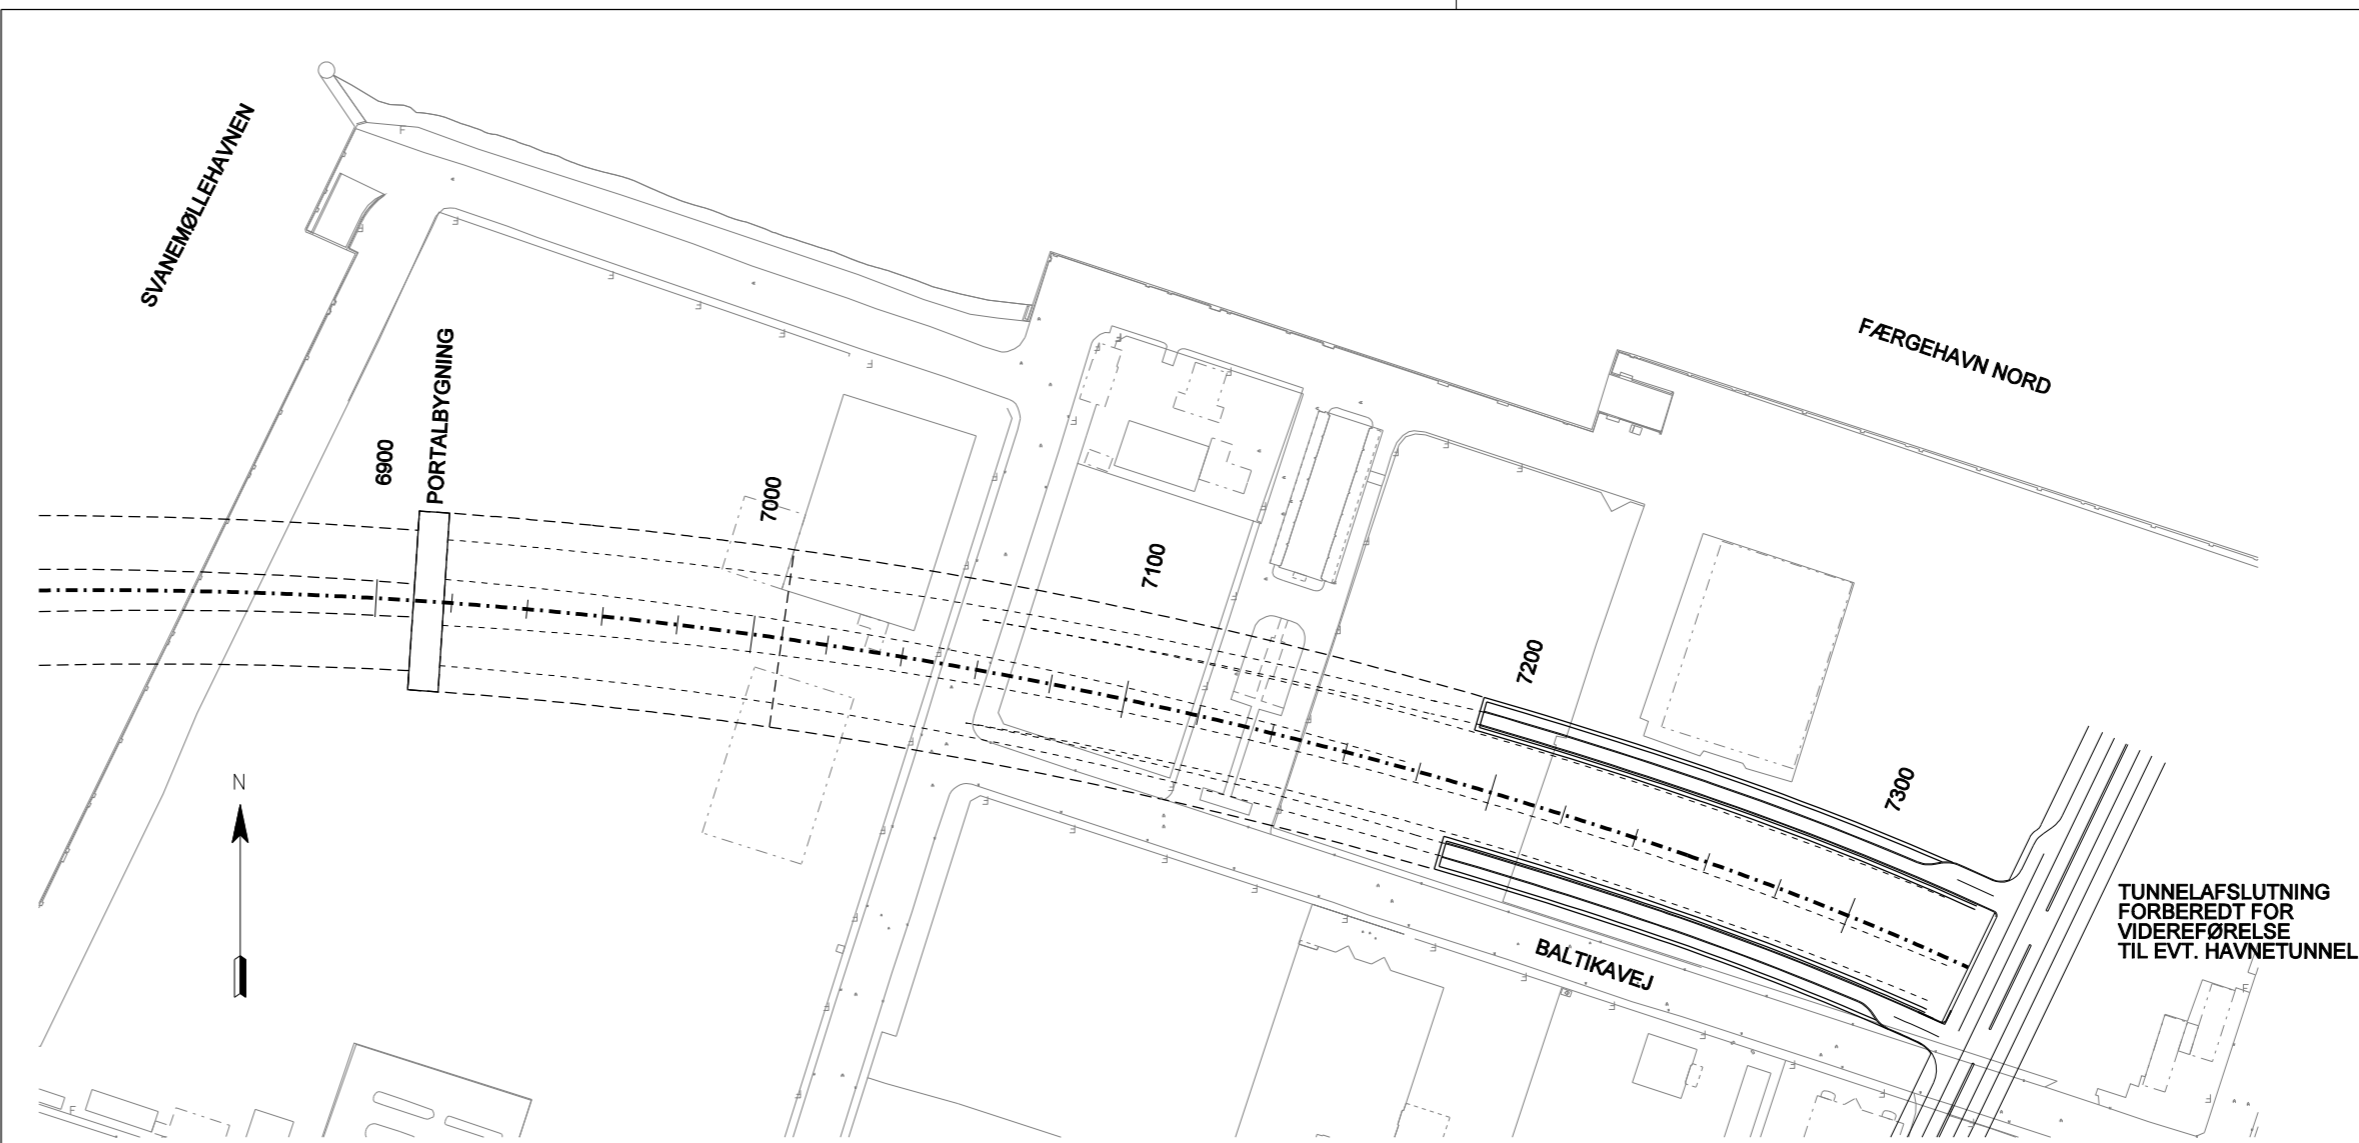 SVANEMØLLEHAVNEN
FÆRGEHAVN NORD
PORTALBYGNING
6900
7000
7100
7200
7300
N
BALTIKAVEJ
TUNNELAFSLUTNING
FORBEREDT FOR
VIDEREFØRELSE
TIL EVT. HAVNETUNNEL